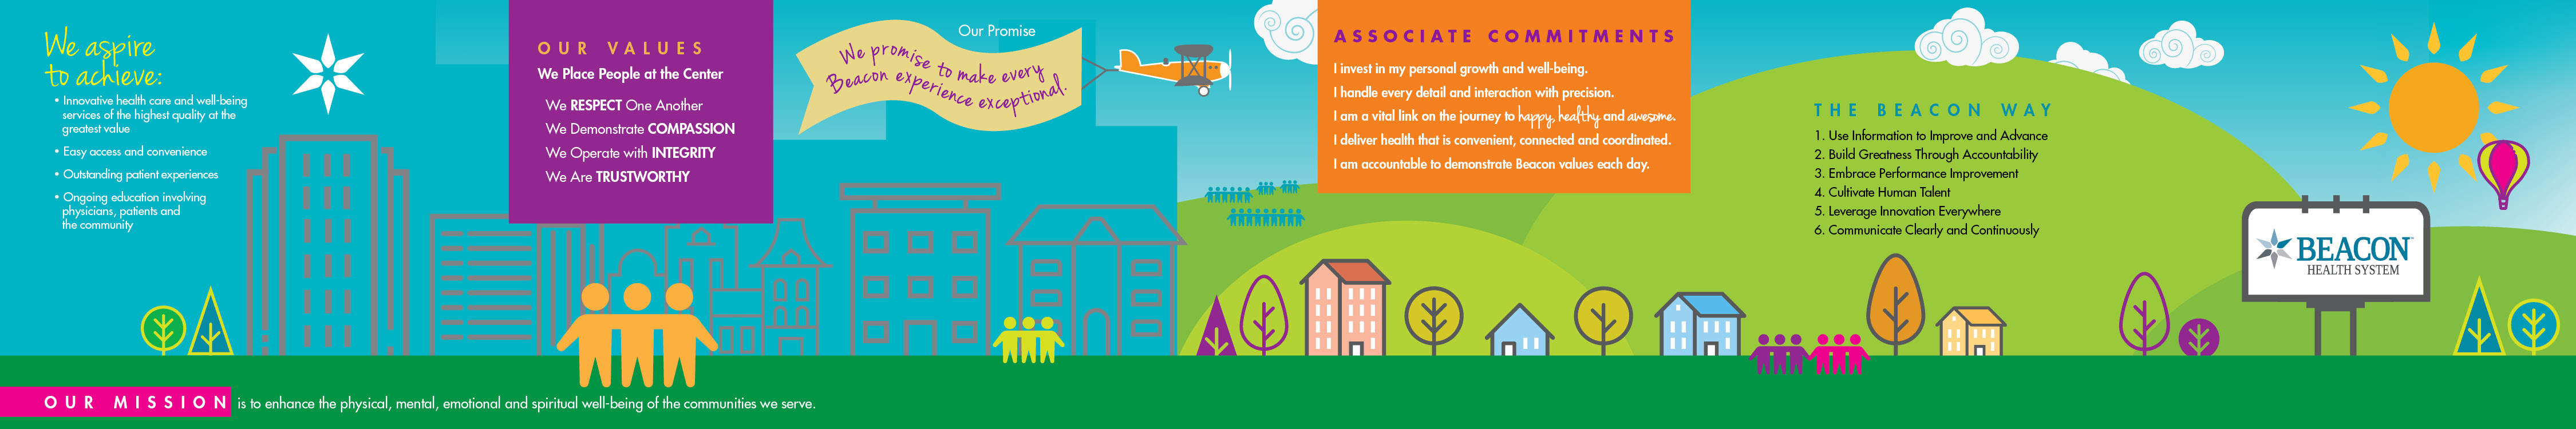 We aspire
to achieve:
• Innovative health care and well-being
services of the highest quality at the
greatest value
• Easy access and convenience
• Outstanding patient experiences
• Ongoing education involving
physicians, patients and
the community
OUR VALUES
We Place People at the Center
We RESPECT One Another
We Demonstrate COMPASSION
We Operate with INTEGRITY
We Are TRUSTWORTHY
Our Promise
We promise to make every
Beacon experience exceptional.
ASSOCIATE COMMITMENTS
I invest in my personal growth and well-being.
I handle every detail and interaction with precision.
I am a vital link on the journey to happy, healthy and awesome.
I deliver health that is convenient, connected and coordinated.
I am accountable to demonstrate Beacon values each day.
THE BEACON WAY
1. Use Information to Improve and Advance
2. Build Greatness Through Accountability
3. Embrace Performance Improvement
4. Cultivate Human Talent
5. Leverage Innovation Everywhere
6. Communicate Clearly and Continuously
BEACON™
HEALTH SYSTEM
OUR MISSION is to enhance the physical, mental, emotional and spiritual well-being of the communities we serve.